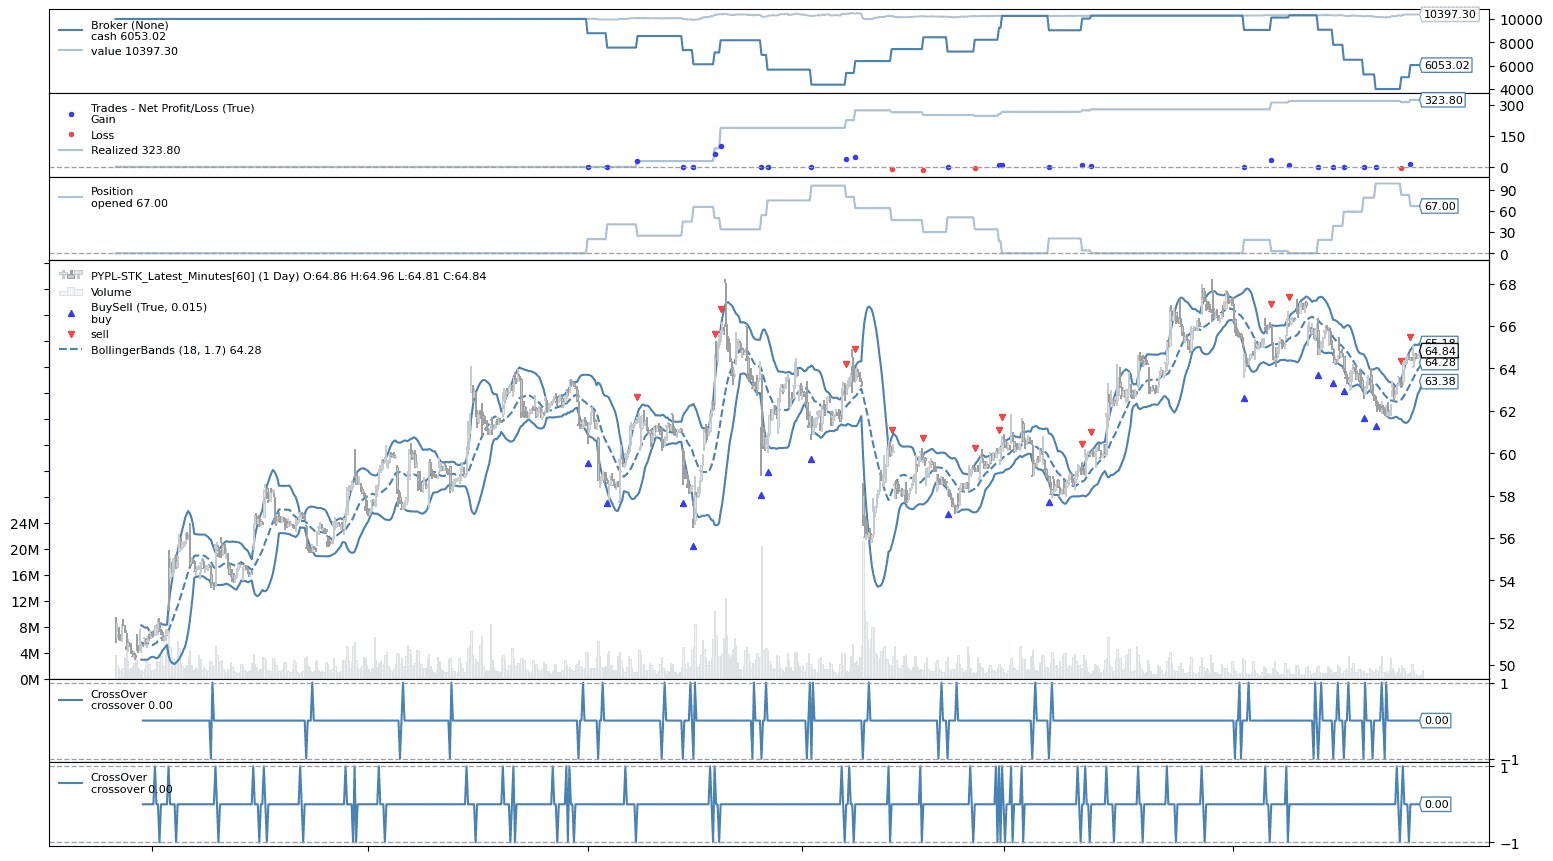 Broker (None)
cash 6053.02
value 10397.30
10397.30
10000
8000
6053.02
6000
4000
Trades - Net Profit/Loss (True)
Gain
Loss
Realized 323.80
323.80
300
150
0
Position
opened 67.00
90
67.00
60
30
0
PYPL-STK_Latest_Minutes[60] (1 Day) O:64.86 H:64.96 L:64.81 C:64.84
Volume
BuySell (True, 0.015)
buy
sell
BollingerBands (18, 1.7) 64.28
68
66
65.18
64.84
64.28
64
63.38
62
60
58
56
54
52
50
24M
20M
16M
12M
8M
4M
0M
CrossOver
crossover 0.00
1
0.00
−1
CrossOver
crossover 0.00
1
0.00
−1